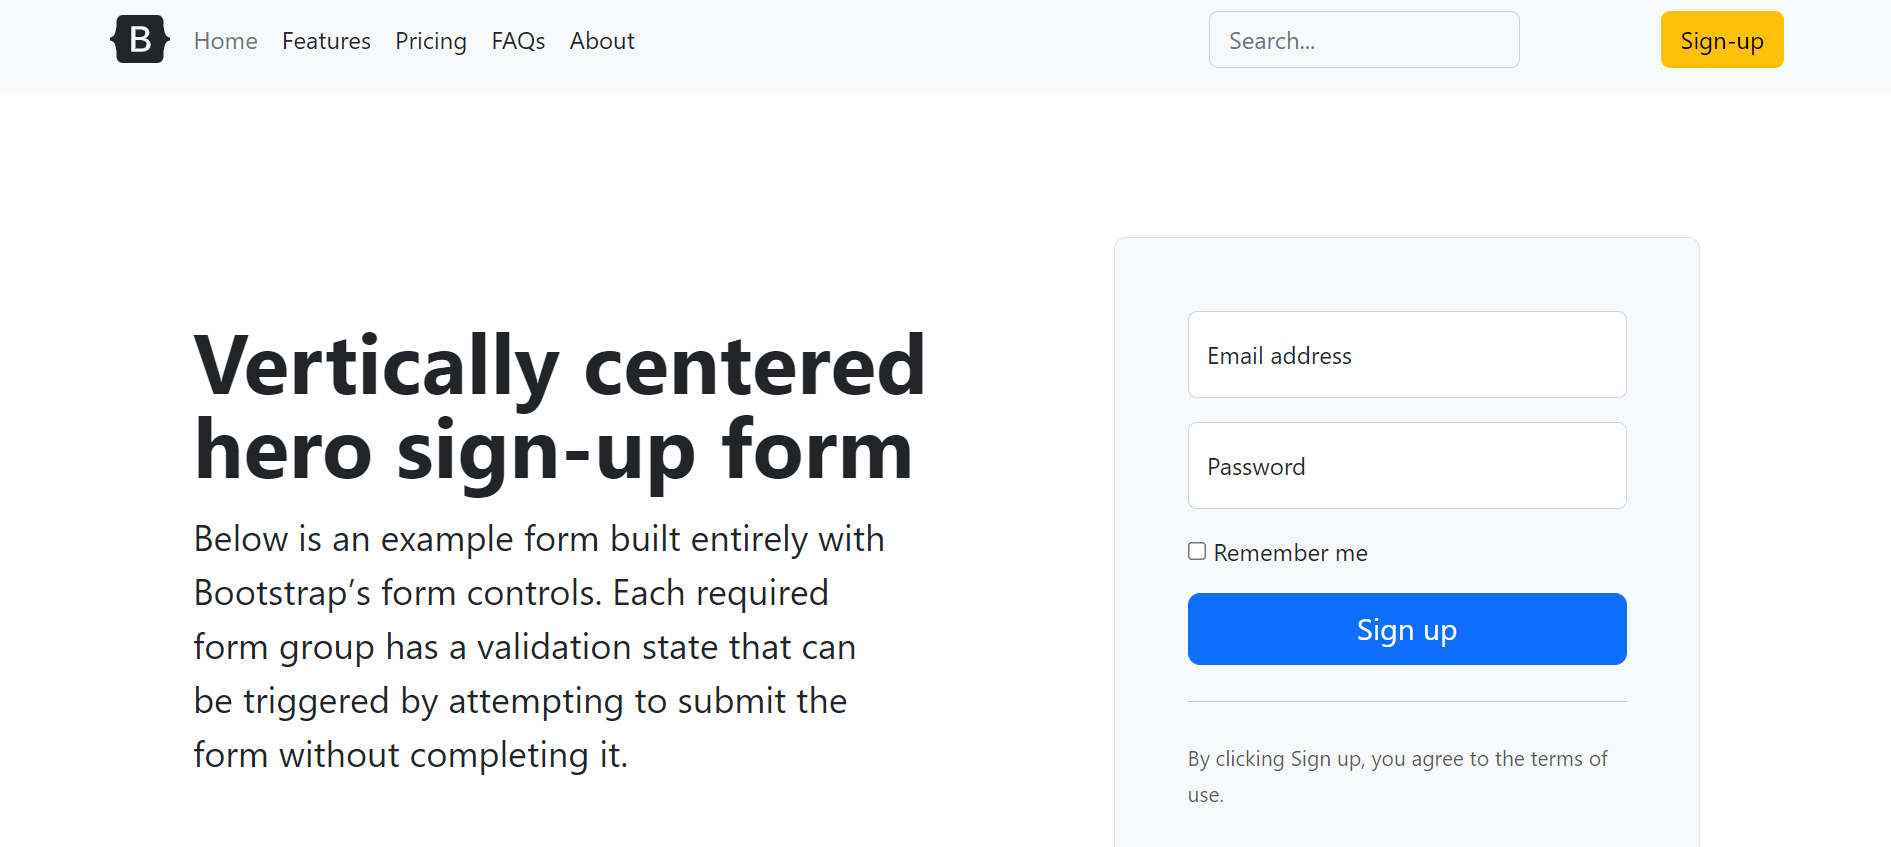 B Home Features Pricing FAQs About Search... Sign-up
Vertically centered
hero sign-up form
Below is an example form built entirely with
Bootstrap’s form controls. Each required
form group has a validation state that can
be triggered by attempting to submit the
form without completing it.
Email address
Password
Remember me
Sign up
By clicking Sign up, you agree to the terms of
use.